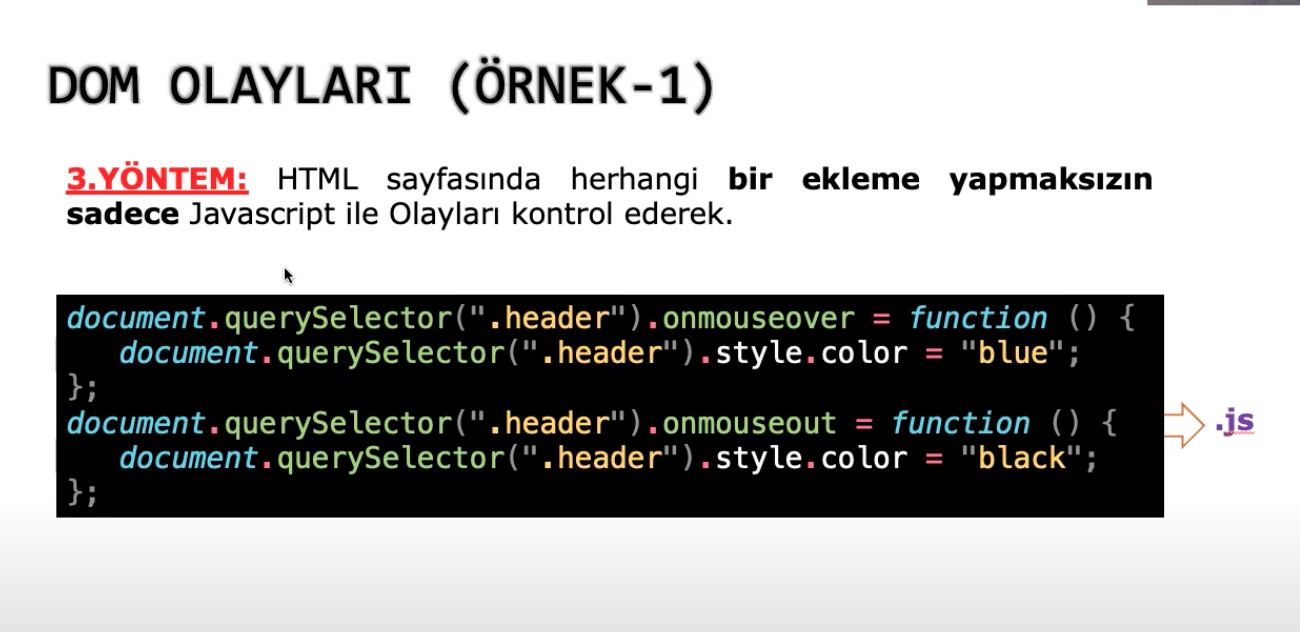 DOM OLAYLARI (ÖRNEK-1)
3.YÖNTEM: HTML sayfasında herhangi bir ekleme yapmaksızın
sadece Javascript ile Olayları kontrol ederek.
document.querySelector(".header").onmouseover = function () {
   document.querySelector(".header").style.color = "blue";
};
document.querySelector(".header").onmouseout = function () {
   document.querySelector(".header").style.color = "black";
};
.js